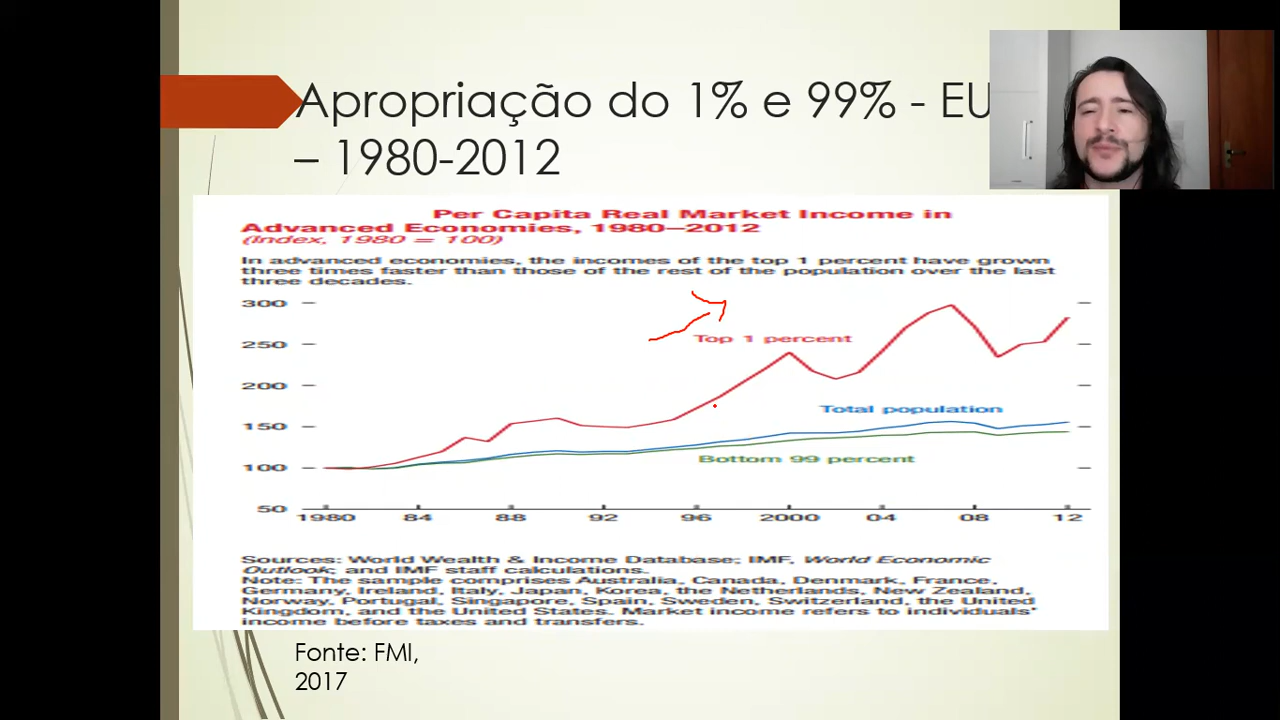 Apropriação do 1% e 99% - EU
– 1980-2012
Per Capita Real Market Income in
Advanced Economies, 1980–2012
(Index, 1980 = 100)
In advanced economies, the incomes of the top 1 percent have grown
three times faster than those of the rest of the population over the last
three decades.
300
250
200
150
100
50
Top 1 percent
Total population
Bottom 99 percent
1980 84 88 92 96 2000 04 08 12
Sources: World Wealth & Income Database; IMF, World Economic
Outlook; and IMF staff calculations.
Note: The sample comprises Australia, Canada, Denmark, France,
Germany, Ireland, Italy, Japan, Korea, the Netherlands, New Zealand,
Norway, Portugal, Singapore, Spain, Sweden, Switzerland, the United
Kingdom, and the United States. Market income refers to individuals'
income before taxes and transfers.
Fonte: FMI,
2017